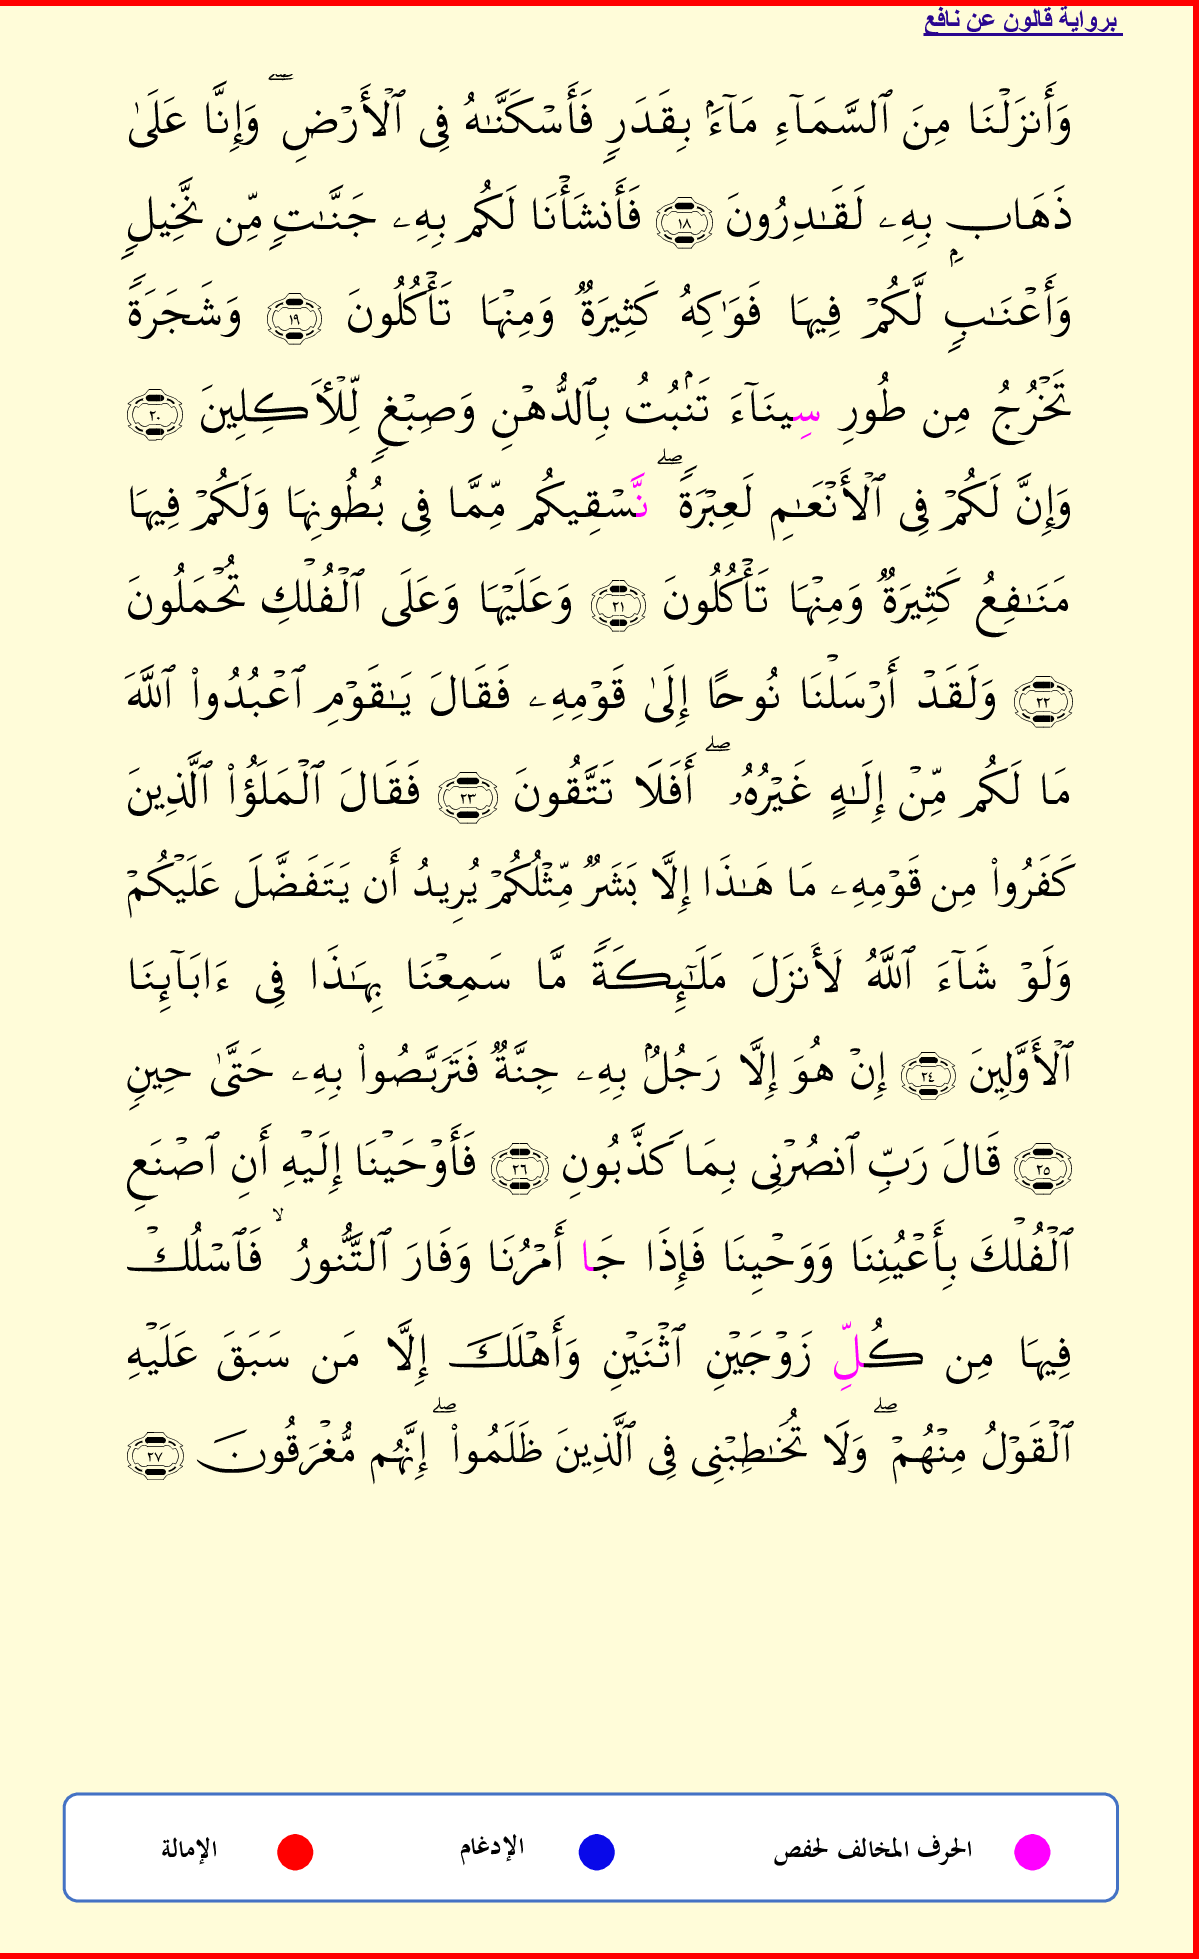 برواية قالون عن نافع
وَأَنزَلْنَا مِنَ ٱلسَّمَآءِ مَآءَۢ بِقَدَرٖ فَأَسْكَنَّٰهُ فِى ٱلْأَرْضِۖ وَإِنَّا عَلَىٰ
ذَهَابِۢ بِهِۦ لَقَٰدِرُونَ ١٨ فَأَنشَأْنَا لَكُم بِهِۦ جَنَّٰتٖ مِّن نَّخِيلٖ
وَأَعْنَٰبٖ لَّكُمْ فِيهَا فَوَٰكِهُ كَثِيرَةٞ وَمِنْهَا تَأْكُلُونَ ١٩ وَشَجَرَةٗ
تَخْرُجُ مِن طُورِ سِينَآءَ تَنۢبُتُ بِٱلدُّهْنِ وَصِبْغٖ لِّلْأٓكِلِينَ ٢٠
وَإِنَّ لَكُمْ فِى ٱلْأَنْعَٰمِ لَعِبْرَةٗۖ نَّسْقِيكُم مِّمَّا فِى بُطُونِهَا وَلَكُمْ فِيهَا
مَنَٰفِعُ كَثِيرَةٞ وَمِنْهَا تَأْكُلُونَ ٢١ وَعَلَيْهَا وَعَلَى ٱلْفُلْكِ تُحْمَلُونَ
٢٢ وَلَقَدْ أَرْسَلْنَا نُوحًا إِلَىٰ قَوْمِهِۦ فَقَالَ يَٰقَوْمِ ٱعْبُدُوا۟ ٱللَّهَ
مَا لَكُم مِّنْ إِلَٰهٍ غَيْرُهُۥۖ أَفَلَا تَتَّقُونَ ٢٣ فَقَالَ ٱلْمَلَؤُا۟ ٱلَّذِينَ
كَفَرُوا۟ مِن قَوْمِهِۦ مَا هَٰذَا إِلَّا بَشَرٞ مِّثْلُكُمْ يُرِيدُ أَن يَتَفَضَّلَ عَلَيْكُمْ
وَلَوْ شَآءَ ٱللَّهُ لَأَنزَلَ مَلَٰٓئِكَةٗ مَّا سَمِعْنَا بِهَٰذَا فِى ءَابَآئِنَا
ٱلْأَوَّلِينَ ٢٤ إِنْ هُوَ إِلَّا رَجُلُۢ بِهِۦ جِنَّةٞ فَتَرَبَّصُوا۟ بِهِۦ حَتَّىٰ حِينٖ
٢٥ قَالَ رَبِّ ٱنصُرْنِى بِمَا كَذَّبُونِ ٢٦ فَأَوْحَيْنَا إِلَيْهِ أَنِ ٱصْنَعِ
ٱلْفُلْكَ بِأَعْيُنِنَا وَوَحْيِنَا فَإِذَا جَا أَمْرُنَا وَفَارَ ٱلتَّنُّورُۙ فَٱسْلُكْ
فِيهَا مِن كُلِّ زَوْجَيْنِ ٱثْنَيْنِ وَأَهْلَكَ إِلَّا مَن سَبَقَ عَلَيْهِ
ٱلْقَوْلُ مِنْهُمْۖ وَلَا تُخَٰطِبْنِى فِى ٱلَّذِينَ ظَلَمُوا۟ۖ إِنَّهُم مُّغْرَقُونَ ٢٧
الحرف المخالف لحفص الإدغام الإمالة